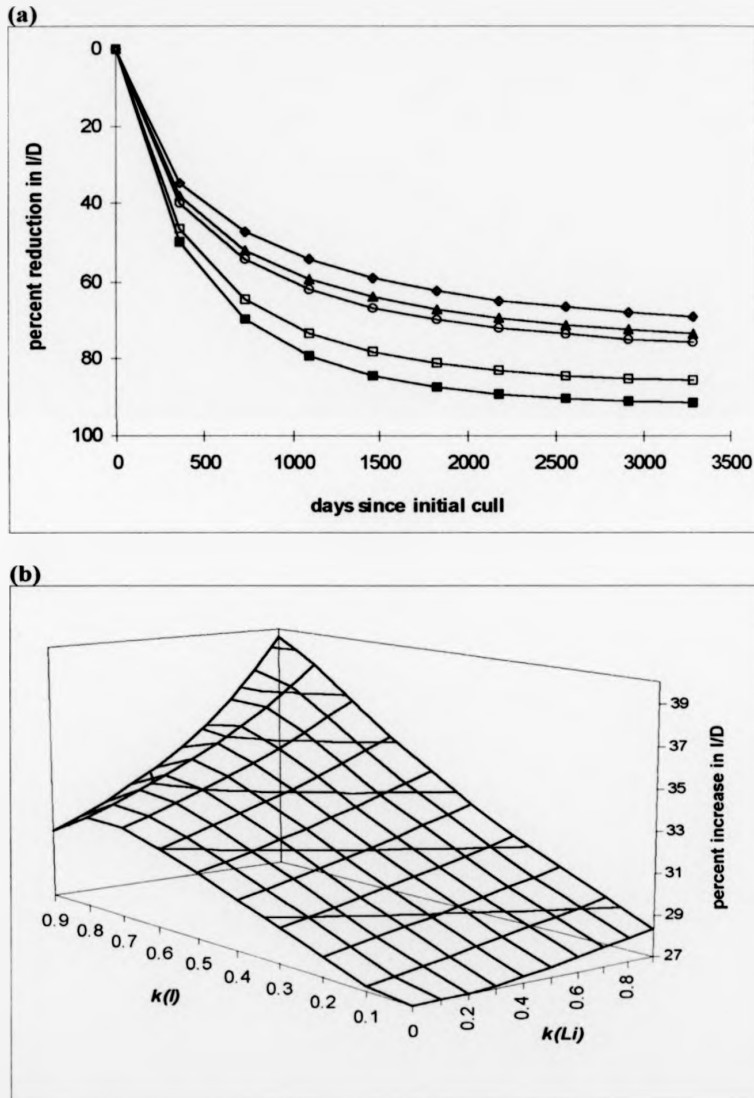 (a)
0
20
40
60
80
100
percent reduction in I/D
0 500 1000 1500 2000 2500 3000 3500
days since initial cull
(b)
39
37
35
33
31
29
27
percent increase in I/D
0.9 0.8 0.7 0.6 0.5 0.4 0.3 0.2 0.1
k(I)
0 0.2 0.4 0.6 0.8
k(Li)